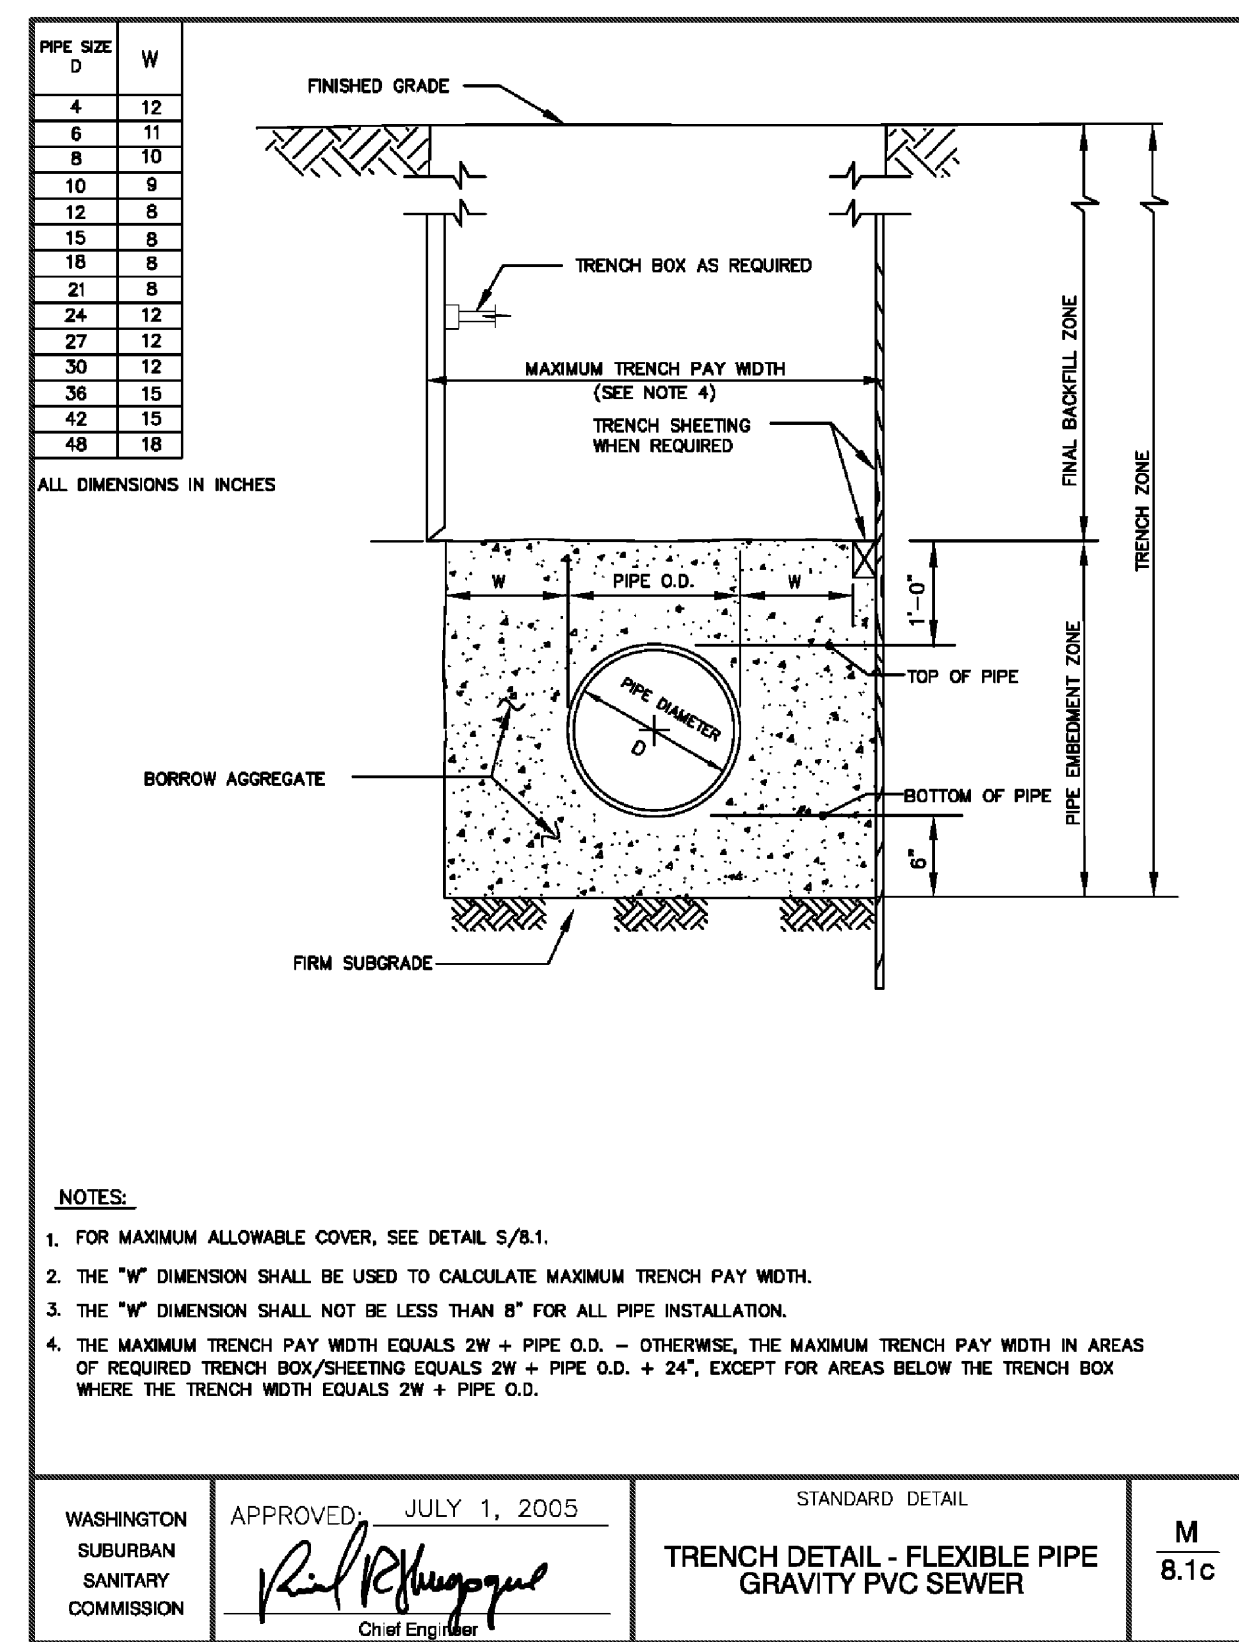 PIPE SIZE D W
4 12
6 11
8 10
10 9
12 8
15 8
18 8
21 8
24 12
27 12
30 12
36 15
42 15
48 18
ALL DIMENSIONS IN INCHES
FINISHED GRADE
TRENCH BOX AS REQUIRED
MAXIMUM TRENCH PAY WIDTH
(SEE NOTE 4)
TRENCH SHEETING
WHEN REQUIRED
FINAL BACKFILL ZONE
TRENCH ZONE
W PIPE O.D. W
1'-0"
TOP OF PIPE
PIPE DIAMETER
D
PIPE EMBEDMENT ZONE
BORROW AGGREGATE
BOTTOM OF PIPE
6"
FIRM SUBGRADE
NOTES:
1. FOR MAXIMUM ALLOWABLE COVER, SEE DETAIL S/8.1.
2. THE "W" DIMENSION SHALL BE USED TO CALCULATE MAXIMUM TRENCH PAY WIDTH.
3. THE "W" DIMENSION SHALL NOT BE LESS THAN 8" FOR ALL PIPE INSTALLATION.
4. THE MAXIMUM TRENCH PAY WIDTH EQUALS 2W + PIPE O.D. – OTHERWISE, THE MAXIMUM TRENCH PAY WIDTH IN AREAS
OF REQUIRED TRENCH BOX/SHEETING EQUALS 2W + PIPE O.D. + 24", EXCEPT FOR AREAS BELOW THE TRENCH BOX
WHERE THE TRENCH WIDTH EQUALS 2W + PIPE O.D.
WASHINGTON
SUBURBAN
SANITARY
COMMISSION
APPROVED: JULY 1, 2005
Chief Engineer
STANDARD DETAIL
TRENCH DETAIL - FLEXIBLE PIPE
GRAVITY PVC SEWER
M
8.1c